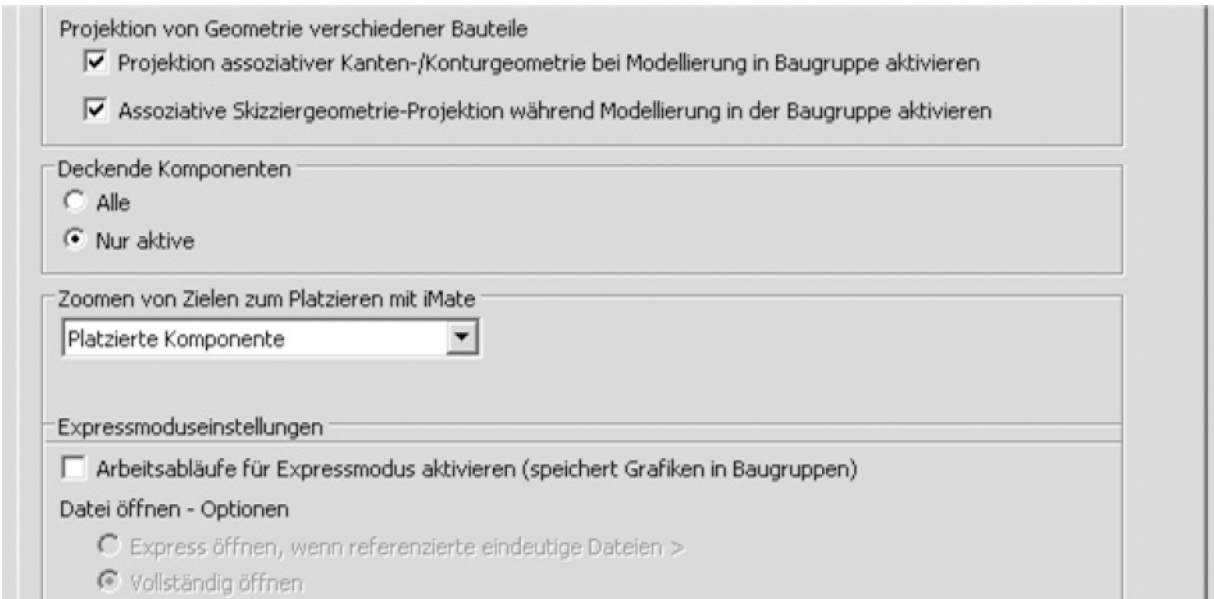 Projektion von Geometrie verschiedener Bauteile
Projektion assoziativer Kanten-/Konturgeometrie bei Modellierung in Baugruppe aktivieren
Assoziative Skizziergeometrie-Projektion während Modellierung in der Baugruppe aktivieren
Deckende Komponenten
Alle
Nur aktive
Zoomen von Zielen zum Platzieren mit iMate
Platzierte Komponente
Expressmoduseinstellungen
Arbeitsabläufe für Expressmodus aktivieren (speichert Grafiken in Baugruppen)
Datei öffnen - Optionen
Express öffnen, wenn referenzierte eindeutige Dateien >
Vollständig öffnen